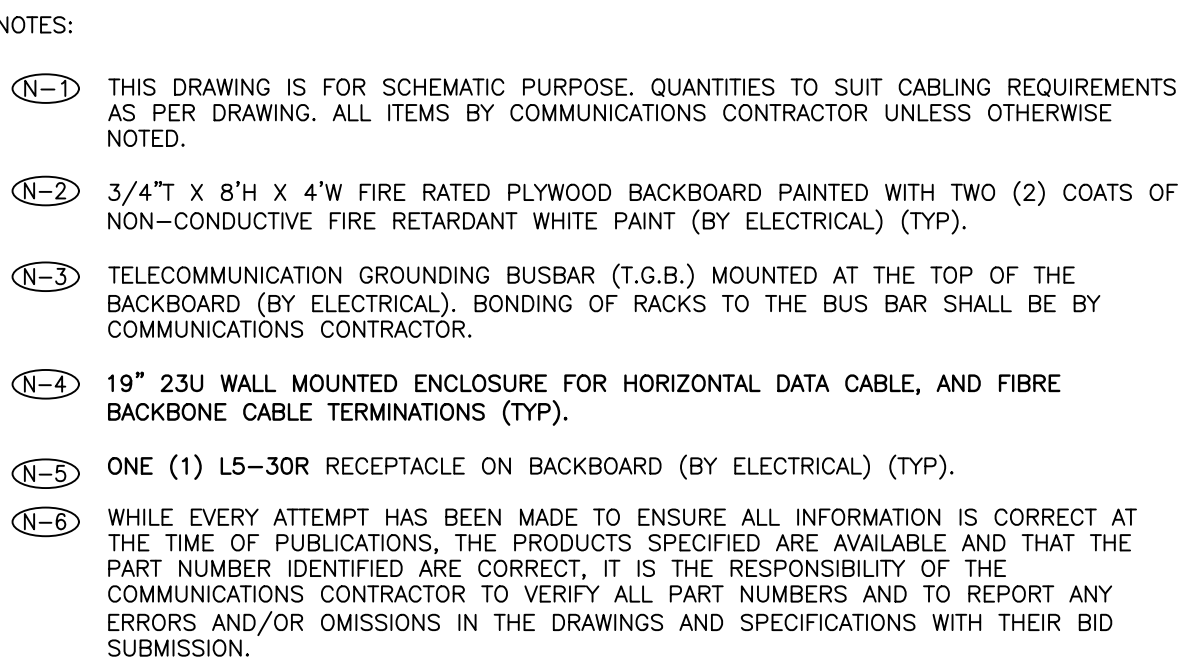 NOTES:
N-1 THIS DRAWING IS FOR SCHEMATIC PURPOSE. QUANTITIES TO SUIT CABLING REQUIREMENTS
AS PER DRAWING. ALL ITEMS BY COMMUNICATIONS CONTRACTOR UNLESS OTHERWISE
NOTED.
N-2 3/4"T X 8'H X 4'W FIRE RATED PLYWOOD BACKBOARD PAINTED WITH TWO (2) COATS OF
NON-CONDUCTIVE FIRE RETARDANT WHITE PAINT (BY ELECTRICAL) (TYP).
N-3 TELECOMMUNICATION GROUNDING BUSBAR (T.G.B.) MOUNTED AT THE TOP OF THE
BACKBOARD (BY ELECTRICAL). BONDING OF RACKS TO THE BUS BAR SHALL BE BY
COMMUNICATIONS CONTRACTOR.
N-4 19" 23U WALL MOUNTED ENCLOSURE FOR HORIZONTAL DATA CABLE, AND FIBRE
BACKBONE CABLE TERMINATIONS (TYP).
N-5 ONE (1) L5-30R RECEPTACLE ON BACKBOARD (BY ELECTRICAL) (TYP).
N-6 WHILE EVERY ATTEMPT HAS BEEN MADE TO ENSURE ALL INFORMATION IS CORRECT AT
THE TIME OF PUBLICATIONS, THE PRODUCTS SPECIFIED ARE AVAILABLE AND THAT THE
PART NUMBER IDENTIFIED ARE CORRECT, IT IS THE RESPONSIBILITY OF THE
COMMUNICATIONS CONTRACTOR TO VERIFY ALL PART NUMBERS AND TO REPORT ANY
ERRORS AND/OR OMISSIONS IN THE DRAWINGS AND SPECIFICATIONS WITH THEIR BID
SUBMISSION.